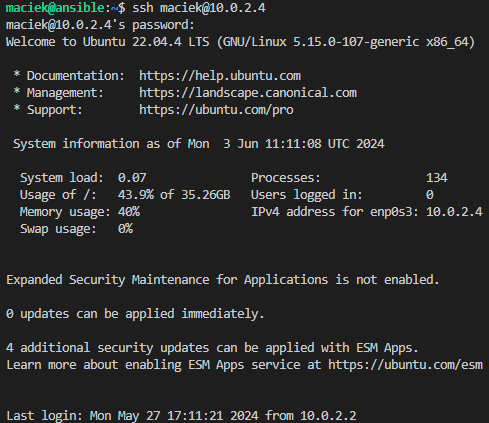 maciek@ansible:~$ ssh maciek@10.0.2.4
maciek@10.0.2.4's password:
Welcome to Ubuntu 22.04.4 LTS (GNU/Linux 5.15.0-107-generic x86_64)

 * Documentation:  https://help.ubuntu.com
 * Management:     https://landscape.canonical.com
 * Support:        https://ubuntu.com/pro

 System information as of Mon  3 Jun 11:11:08 UTC 2024

  System load:  0.07               Processes:               134
  Usage of /:   43.9% of 35.26GB   Users logged in:         0
  Memory usage: 40%                IPv4 address for enp0s3: 10.0.2.4
  Swap usage:   0%

Expanded Security Maintenance for Applications is not enabled.

0 updates can be applied immediately.

4 additional security updates can be applied with ESM Apps.
Learn more about enabling ESM Apps service at https://ubuntu.com/esm

Last login: Mon May 27 17:11:21 2024 from 10.0.2.2